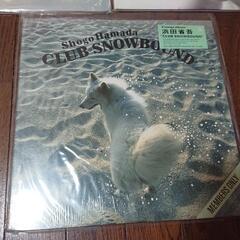 Shogo Hamada
CLUB SNOWBOUND
浜田省吾
"CLUB SNOWBOUND"
MEMBERS ONLY